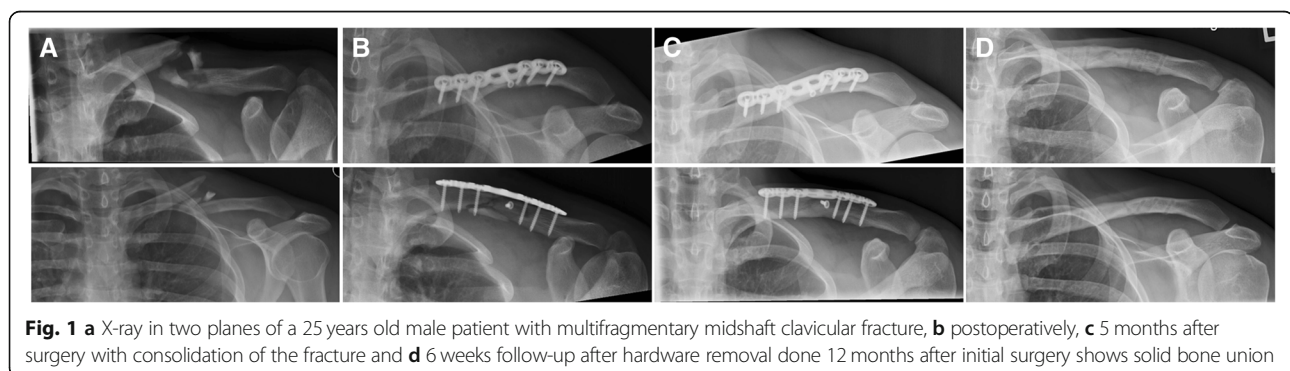 A B C D
Fig. 1 a X-ray in two planes of a 25 years old male patient with multifragmentary midshaft clavicular fracture, b postoperatively, c 5 months after
surgery with consolidation of the fracture and d 6 weeks follow-up after hardware removal done 12 months after initial surgery shows solid bone union